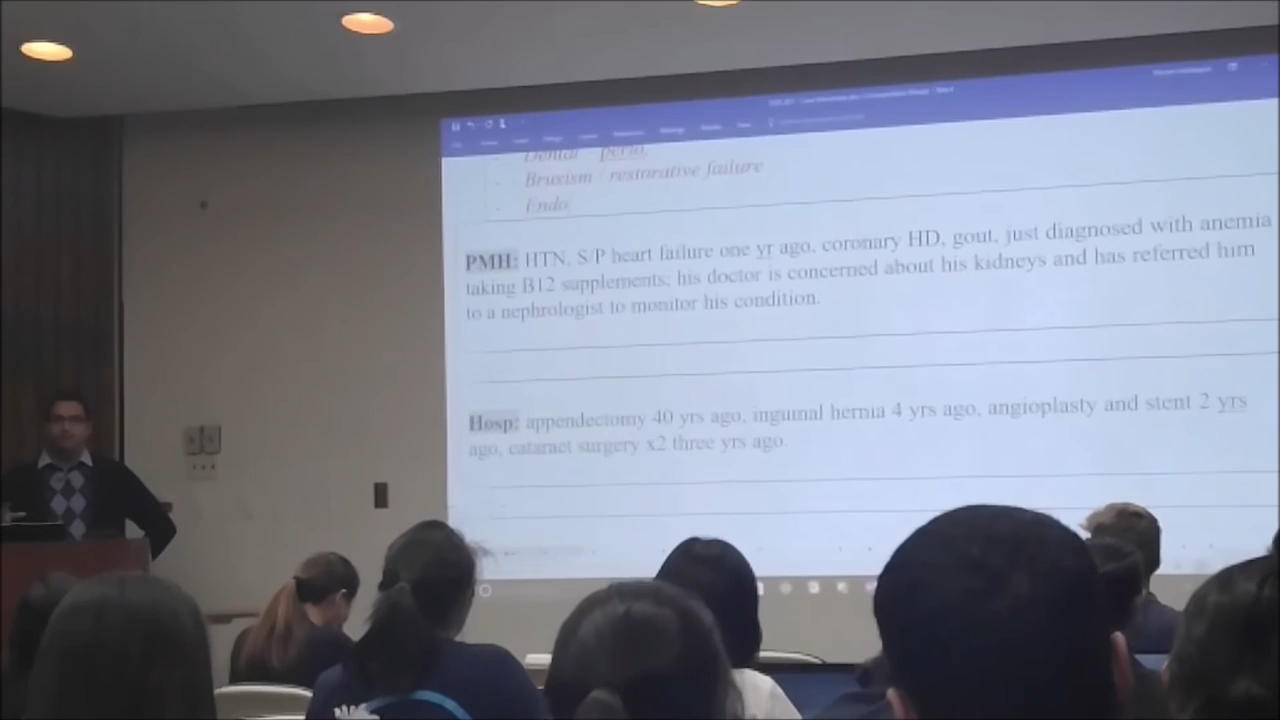 Dental perio.
- Bruxism / restorative failure
- Endo
PMH: HTN, S/P heart failure one yr ago, coronary HD, gout, just diagnosed with anemia
taking B12 supplements; his doctor is concerned about his kidneys and has referred him
to a nephrologist to monitor his condition.
Hosp: appendectomy 40 yrs ago, inguinal hernia 4 yrs ago, angioplasty and stent 2 yrs
ago, cataract surgery x2 three yrs ago.